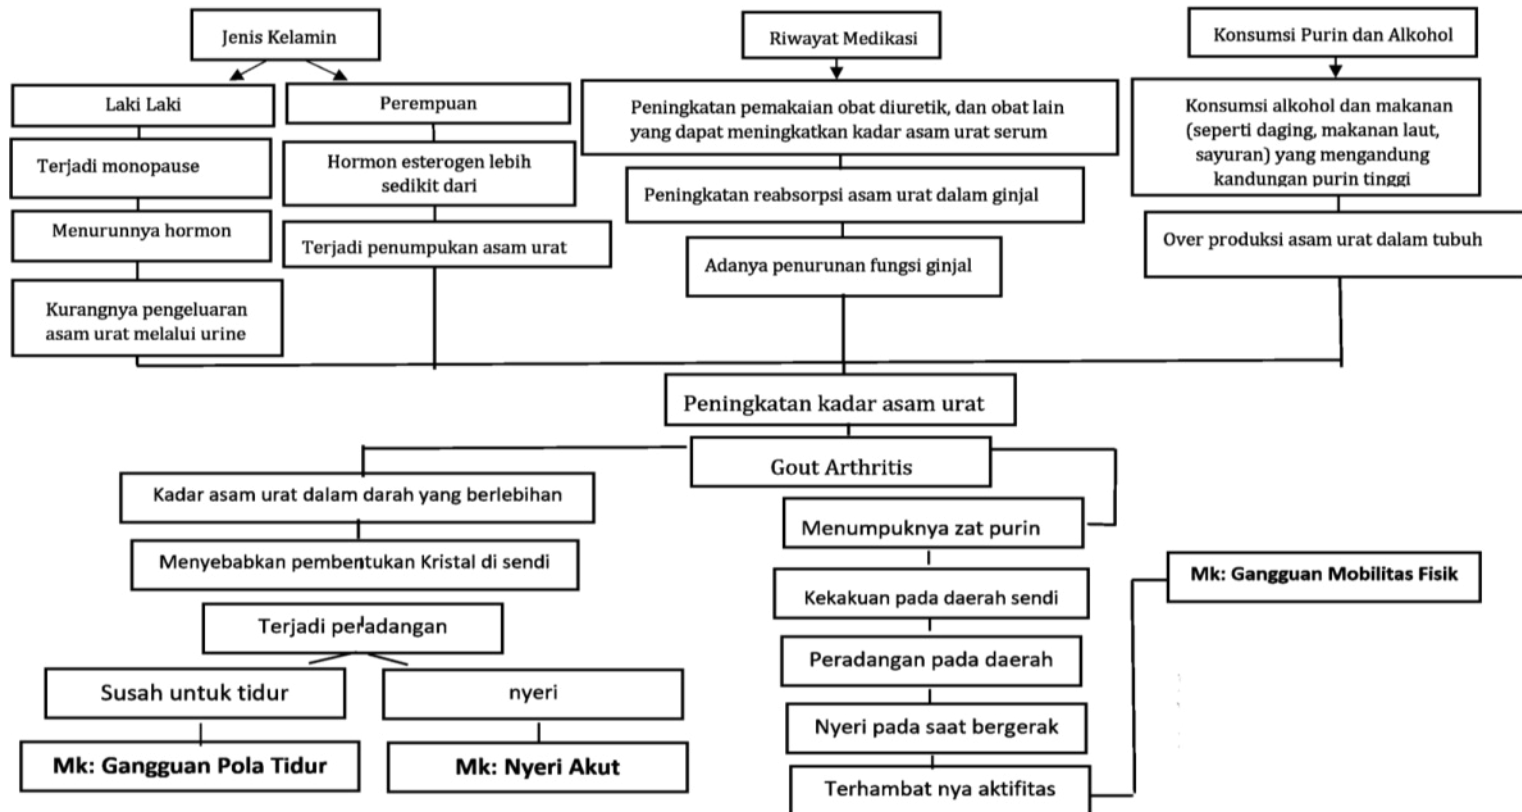 Jenis Kelamin
Riwayat Medikasi
Konsumsi Purin dan Alkohol
Laki Laki
Perempuan
Peningkatan pemakaian obat diuretik, dan obat lain
yang dapat meningkatkan kadar asam urat serum
Konsumsi alkohol dan makanan
(seperti daging, makanan laut,
sayuran) yang mengandung
kandungan purin tinggi
Terjadi monopause
Hormon esterogen lebih
sedikit dari
Peningkatan reabsorpsi asam urat dalam ginjal
Menurunnya hormon
Terjadi penumpukan asam urat
Adanya penurunan fungsi ginjal
Over produksi asam urat dalam tubuh
Kurangnya pengeluaran
asam urat melalui urine
Peningkatan kadar asam urat
Gout Arthritis
Kadar asam urat dalam darah yang berlebihan
Menyebabkan pembentukan Kristal di sendi
Terjadi peradangan
Susah untuk tidur
nyeri
Mk: Gangguan Pola Tidur
Mk: Nyeri Akut
Menumpuknya zat purin
Kekakuan pada daerah sendi
Peradangan pada daerah
Nyeri pada saat bergerak
Terhambat nya aktifitas
Mk: Gangguan Mobilitas Fisik